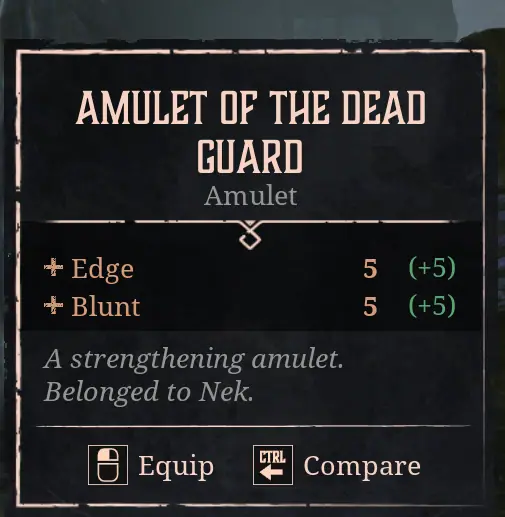 AMULET OF THE DEAD
GUARD
Amulet
Edge 5 (+5)
Blunt 5 (+5)
A strengthening amulet.
Belonged to Nek.
Equip CTRL Compare